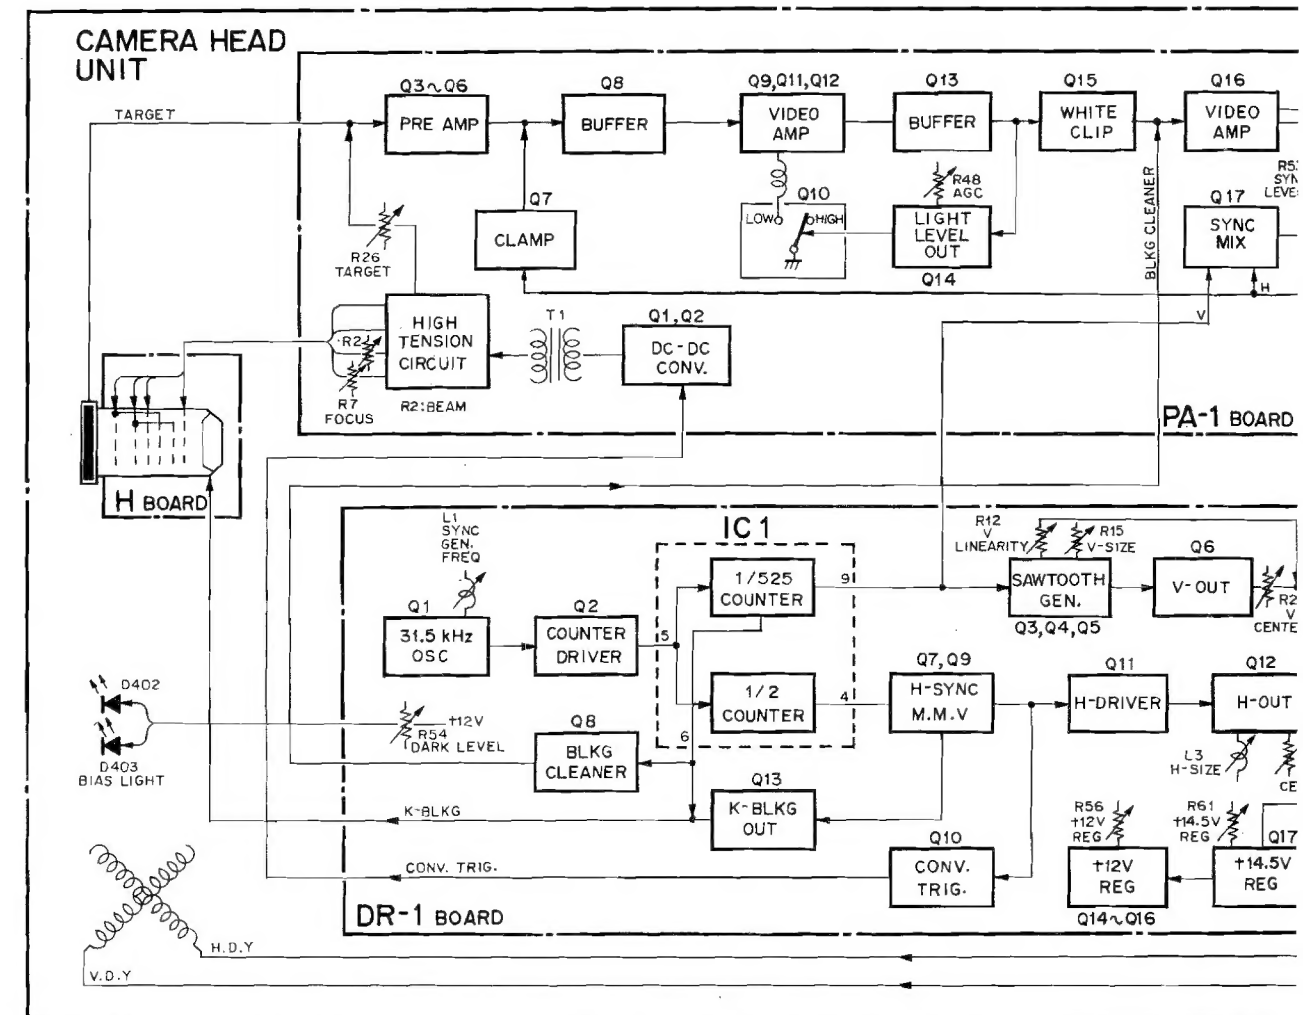 CAMERA HEAD
UNIT
TARGET
Q3~Q6
PRE AMP
Q8
BUFFER
Q9,Q11,Q12
VIDEO
AMP
Q13
BUFFER
Q15
WHITE
CLIP
Q16
VIDEO
AMP
R26
TARGET
Q7
CLAMP
LOW
Q10
HIGH
R48
AGC
LIGHT
LEVEL
OUT
Q14
BLKG CLEANER
Q17
SYNC
MIX
H
V
HIGH
TENSION
CIRCUIT
R2
R7
FOCUS
R2:BEAM
T1
Q1,Q2
DC-DC
CONV.
PA-1 BOARD
H BOARD
L1
SYNC
GEN.
FREQ
IC1
Q1
31.5 kHz
OSC
Q2
COUNTER
DRIVER
5
1/525
COUNTER
9
1/2
COUNTER
4
6
R12
V
LINEARITY
R15
V-SIZE
SAWTOOTH
GEN.
Q3,Q4,Q5
Q6
V-OUT
V
D402
D403
BIAS LIGHT
+12V
R54
DARK LEVEL
Q8
BLKG
CLEANER
Q7,Q9
H-SYNC
M.M.V
Q11
H-DRIVER
Q12
H-OUT
L3
H-SIZE
K-BLKG
Q13
K-BLKG
OUT
CONV. TRIG.
Q10
CONV.
TRIG.
R56
+12V
REG
+12V
REG
Q14~Q16
R61
+14.5V
REG
Q17
+14.5V
REG
DR-1 BOARD
H.D.Y
V.D.Y